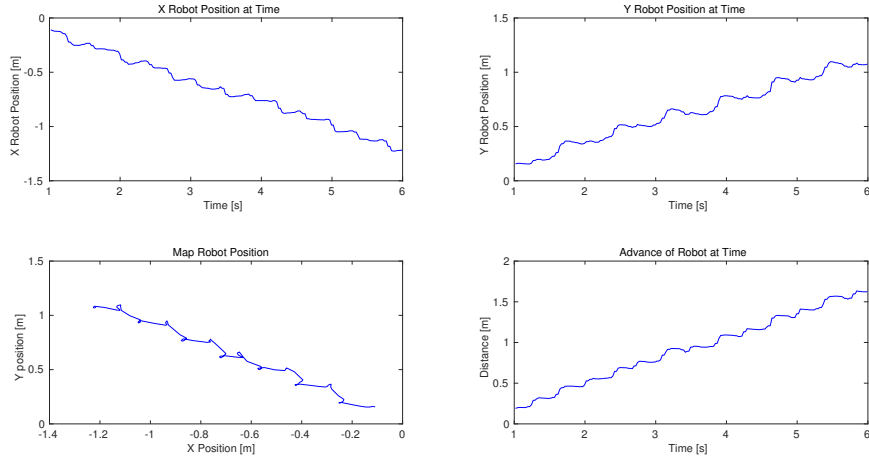 X Robot Position at Time
0
-0.5
-1
-1.5
X Robot Position [m]
1 2 3 4 5 6
Time [s]
Y Robot Position at Time
1.5
1
0.5
0
Y Robot Position [m]
1 2 3 4 5 6
Time [s]
Map Robot Position
1.5
1
0.5
0
Y position [m]
-1.4 -1.2 -1 -0.8 -0.6 -0.4 -0.2 0
X Position [m]
Advance of Robot at Time
2
1.5
1
0.5
0
Distance [m]
1 2 3 4 5 6
Time [s]